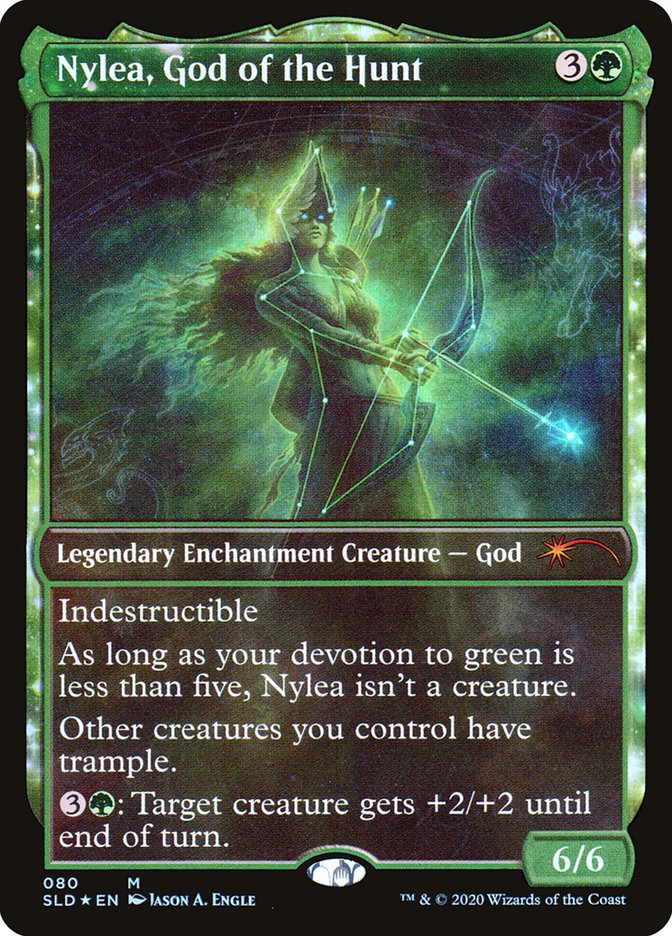 Nylea, God of the Hunt 3
Legendary Enchantment Creature — God
Indestructible
As long as your devotion to green is
less than five, Nylea isn't a creature.
Other creatures you control have
trample.
3: Target creature gets +2/+2 until
end of turn.
6/6
080 M
SLD★EN Jason A. Engle
™ & © 2020 Wizards of the Coast